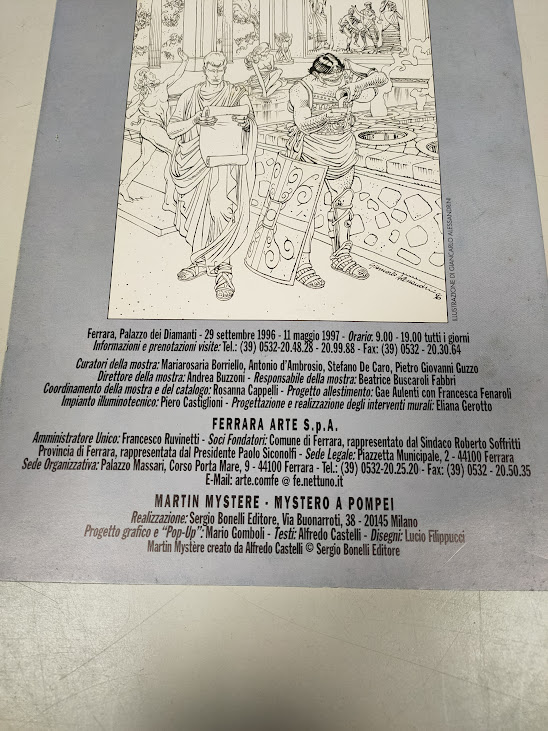 ILLUSTRAZIONE DI GIANCARLO ALESSANDRINI
Ferrara, Palazzo dei Diamanti - 29 settembre 1996 - 11 maggio 1997 - Orario: 9.00 - 19.00 tutti i giorni
Informazioni e prenotazioni visite: Tel.: (39) 0532-20.48.28 - 20.99.88 - Fax: (39) 0532 - 20.30.64
Curatori della mostra: Mariarosaria Borriello, Antonio d'Ambrosio, Stefano De Caro, Pietro Giovanni Guzzo
Direttore della mostra: Andrea Buzzoni - Responsabile della mostra: Beatrice Buscaroli Fabbri
Coordinamento della mostra e del catalogo: Rosanna Cappelli - Progetto allestimento: Gae Aulenti con Francesca Fenaroli
Impianto illuminotecnico: Piero Castiglioni - Progettazione e realizzazione degli interventi murali: Eliana Gerotto
FERRARA ARTE S.p.A.
Amministratore Unico: Francesco Ruvinetti - Soci Fondatori: Comune di Ferrara, rappresentato dal Sindaco Roberto Soffritti
Provincia di Ferrara, rappresentata dal Presidente Paolo Siconolfi - Sede Legale: Piazzetta Municipale, 2 - 44100 Ferrara
Sede Organizzativa: Palazzo Massari, Corso Porta Mare, 9 - 44100 Ferrara - Tel.: (39) 0532-20.25.20 - Fax: (39) 0532 - 20.50.35
E-Mail: arte.comfe @ fe.nettuno.it
MARTIN MYSTERE - MYSTERO A POMPEI
Realizzazione: Sergio Bonelli Editore, Via Buonarroti, 38 - 20145 Milano
Progetto grafico e "Pop-Up": Mario Gomboli - Testi: Alfredo Castelli - Disegni: Lucio Filippucci
Martin Mystère creato da Alfredo Castelli © Sergio Bonelli Editore